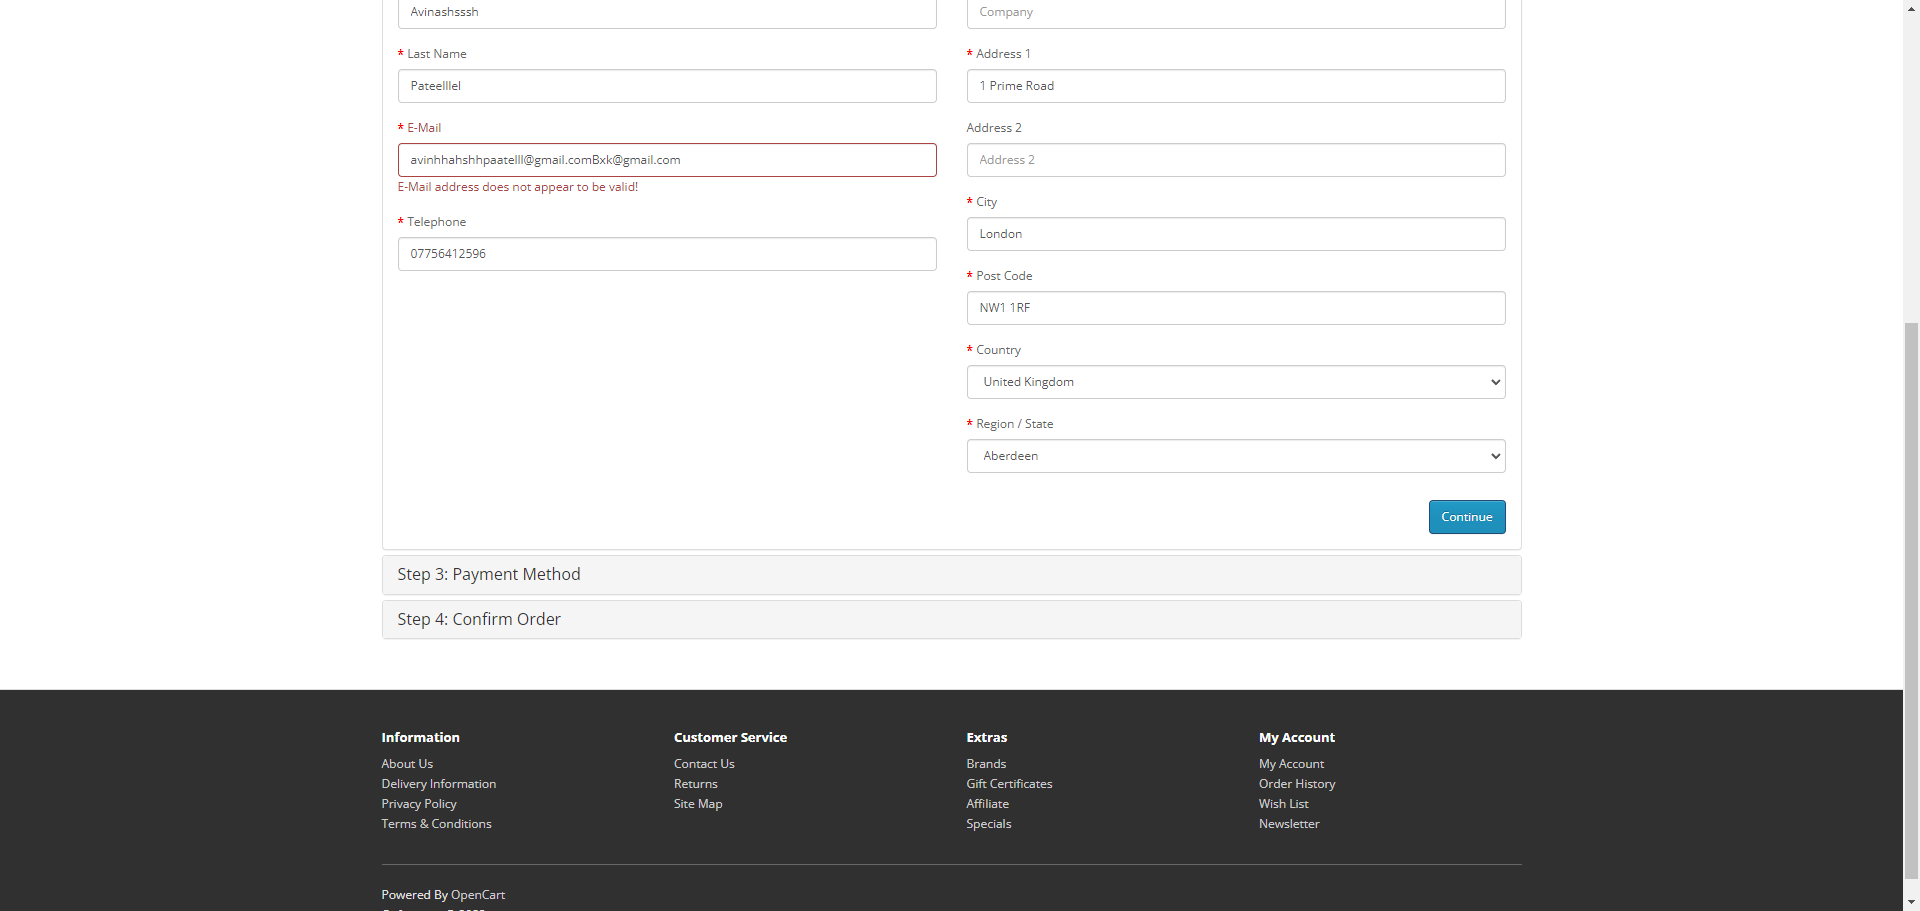 Avinashsssh
* Last Name
Pateelllel
* E-Mail
avinhhahshhpaatelll@gmail.comBxk@gmail.com
E-Mail address does not appear to be valid!
* Telephone
07756412596
Company
* Address 1
1 Prime Road
Address 2
Address 2
* City
London
* Post Code
NW1 1RF
* Country
United Kingdom
* Region / State
Aberdeen
Continue
Step 3: Payment Method
Step 4: Confirm Order
Information
About Us
Delivery Information
Privacy Policy
Terms & Conditions
Customer Service
Contact Us
Returns
Site Map
Extras
Brands
Gift Certificates
Affiliate
Specials
My Account
My Account
Order History
Wish List
Newsletter
Powered By OpenCart